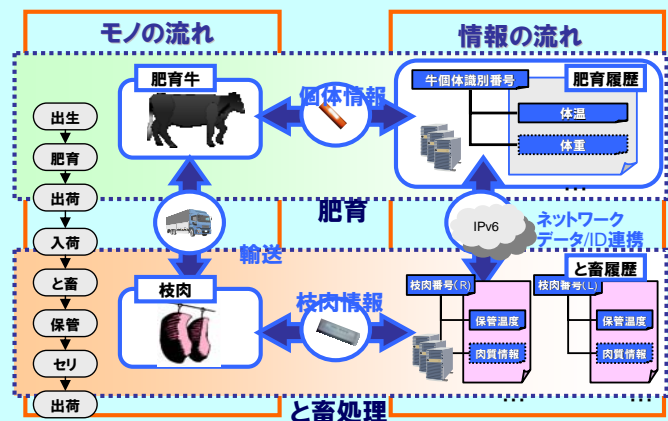 モノの流れ
情報の流れ
肥育牛
個体情報
牛個体識別番号
肥育履歴
体温
体重
...
出生
肥育
出荷
入荷
と畜
保管
セリ
出荷
肥育
輸送
IPv6
ネットワーク
データ/ID連携
枝肉
枝肉情報
と畜履歴
枝肉番号(R)
保管温度
肉質情報
...
枝肉番号(L)
保管温度
肉質情報
...
と畜処理